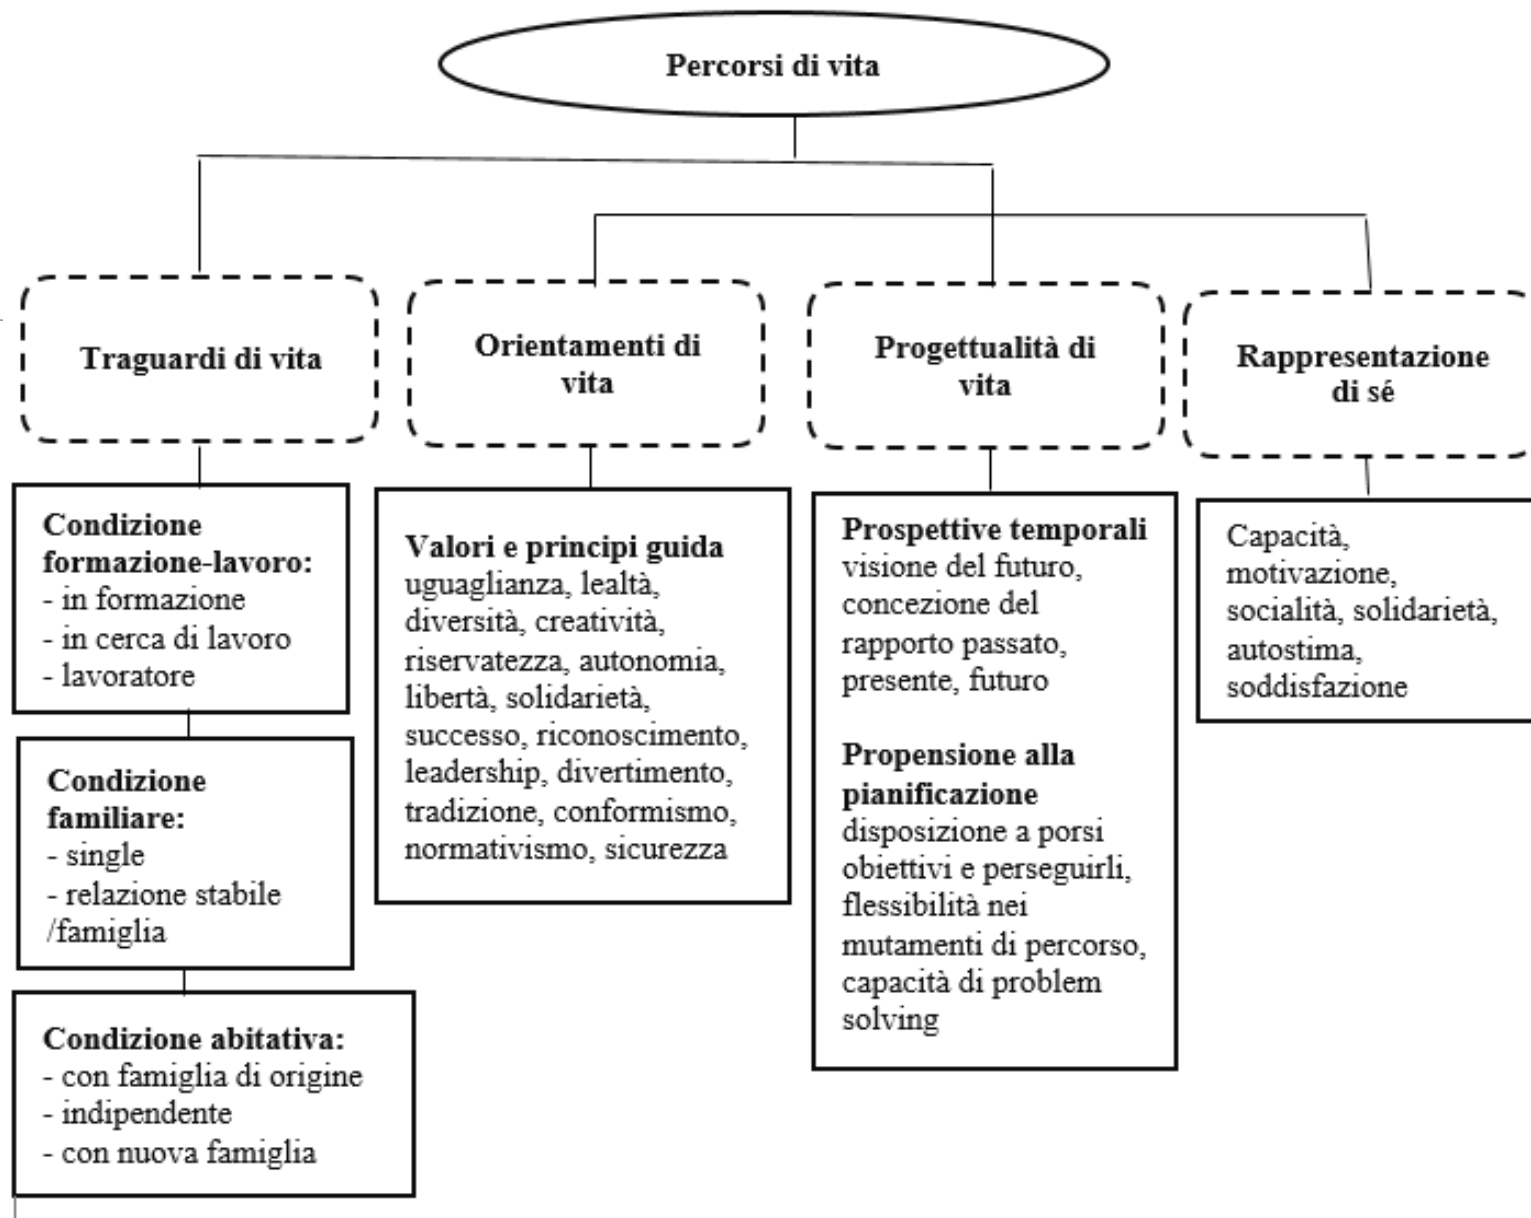 Percorsi di vita
Traguardi di vita
Orientamenti di
vita
Progettualità di
vita
Rappresentazione
di sé
Condizione
formazione-lavoro:
- in formazione
- in cerca di lavoro
- lavoratore
Condizione
familiare:
- single
- relazione stabile
/famiglia
Condizione abitativa:
- con famiglia di origine
- indipendente
- con nuova famiglia
Valori e principi guida
uguaglianza, lealtà,
diversità, creatività,
riservatezza, autonomia,
libertà, solidarietà,
successo, riconoscimento,
leadership, divertimento,
tradizione, conformismo,
normativismo, sicurezza
Prospettive temporali
visione del futuro,
concezione del
rapporto passato,
presente, futuro
Propensione alla
pianificazione
disposizione a porsi
obiettivi e perseguirli,
flessibilità nei
mutamenti di percorso,
capacità di problem
solving
Capacità,
motivazione,
socialità, solidarietà,
autostima,
soddisfazione